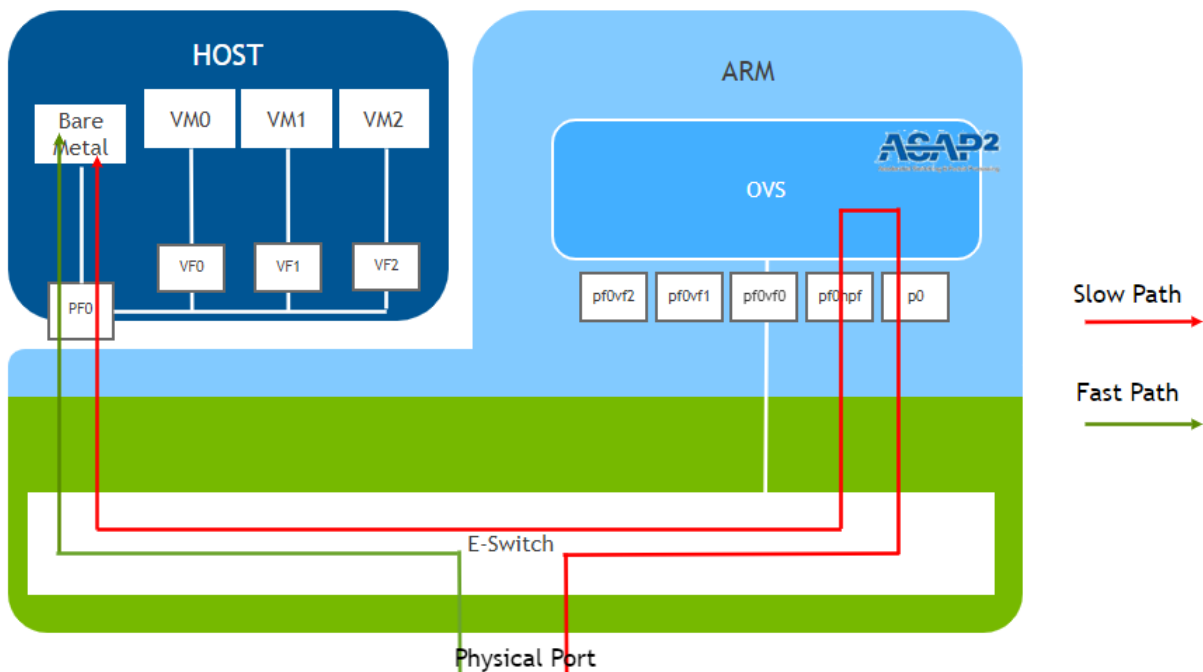 HOST
ARM
Bare
Metal
VM0
VM1
VM2
ASAP2
OVS
VF0
VF1
VF2
PF0
pf0vf2
pf0vf1
pf0vf0
pf0hpf
p0
Slow Path
Fast Path
E-Switch
Physical Port